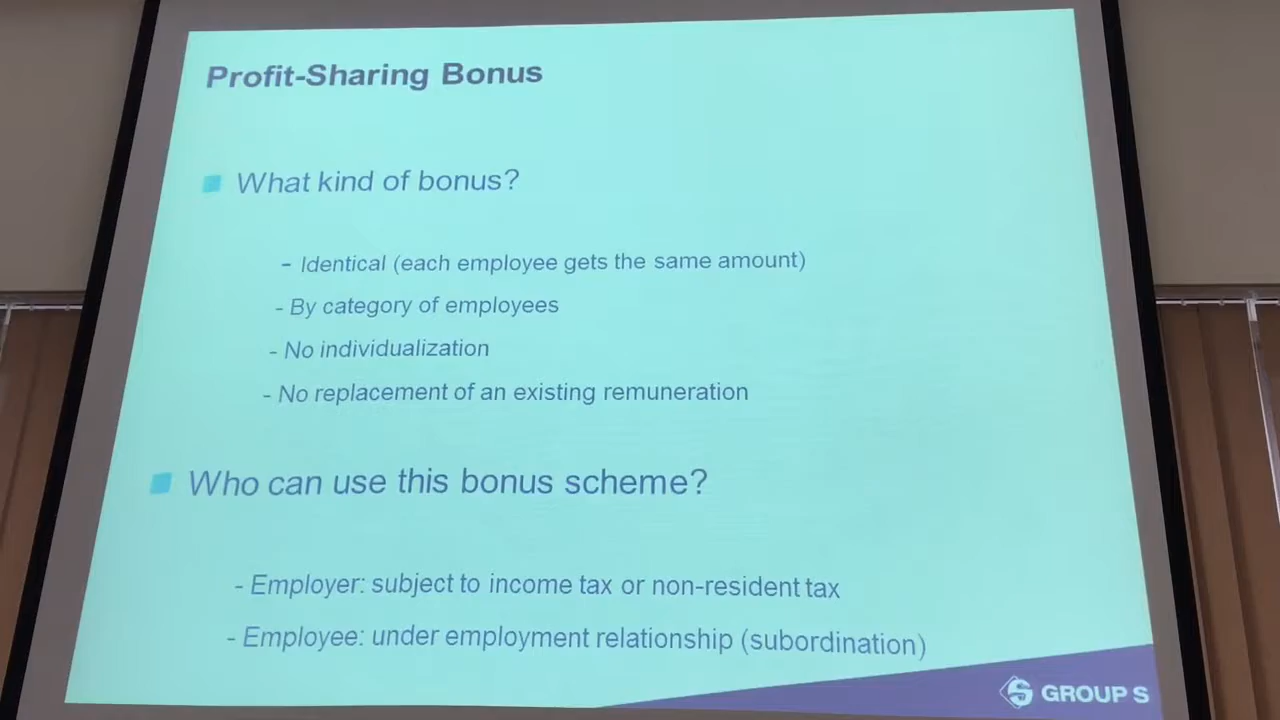 Profit-Sharing Bonus
What kind of bonus?
- Identical (each employee gets the same amount)
- By category of employees
- No individualization
- No replacement of an existing remuneration
Who can use this bonus scheme?
- Employer: subject to income tax or non-resident tax
- Employee: under employment relationship (subordination)
GROUP S